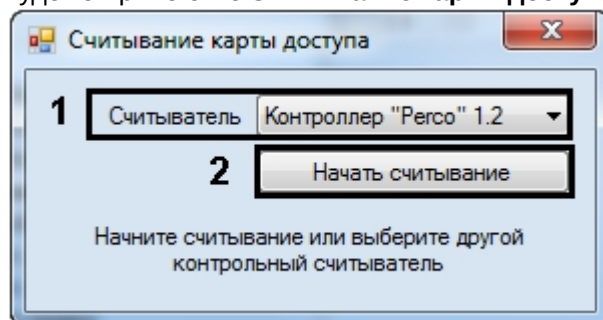 Считывание карты доступа
1 Считыватель Контроллер "Perco" 1.2
2 Начать считывание
Начните считывание или выберите другой
контрольный считыватель